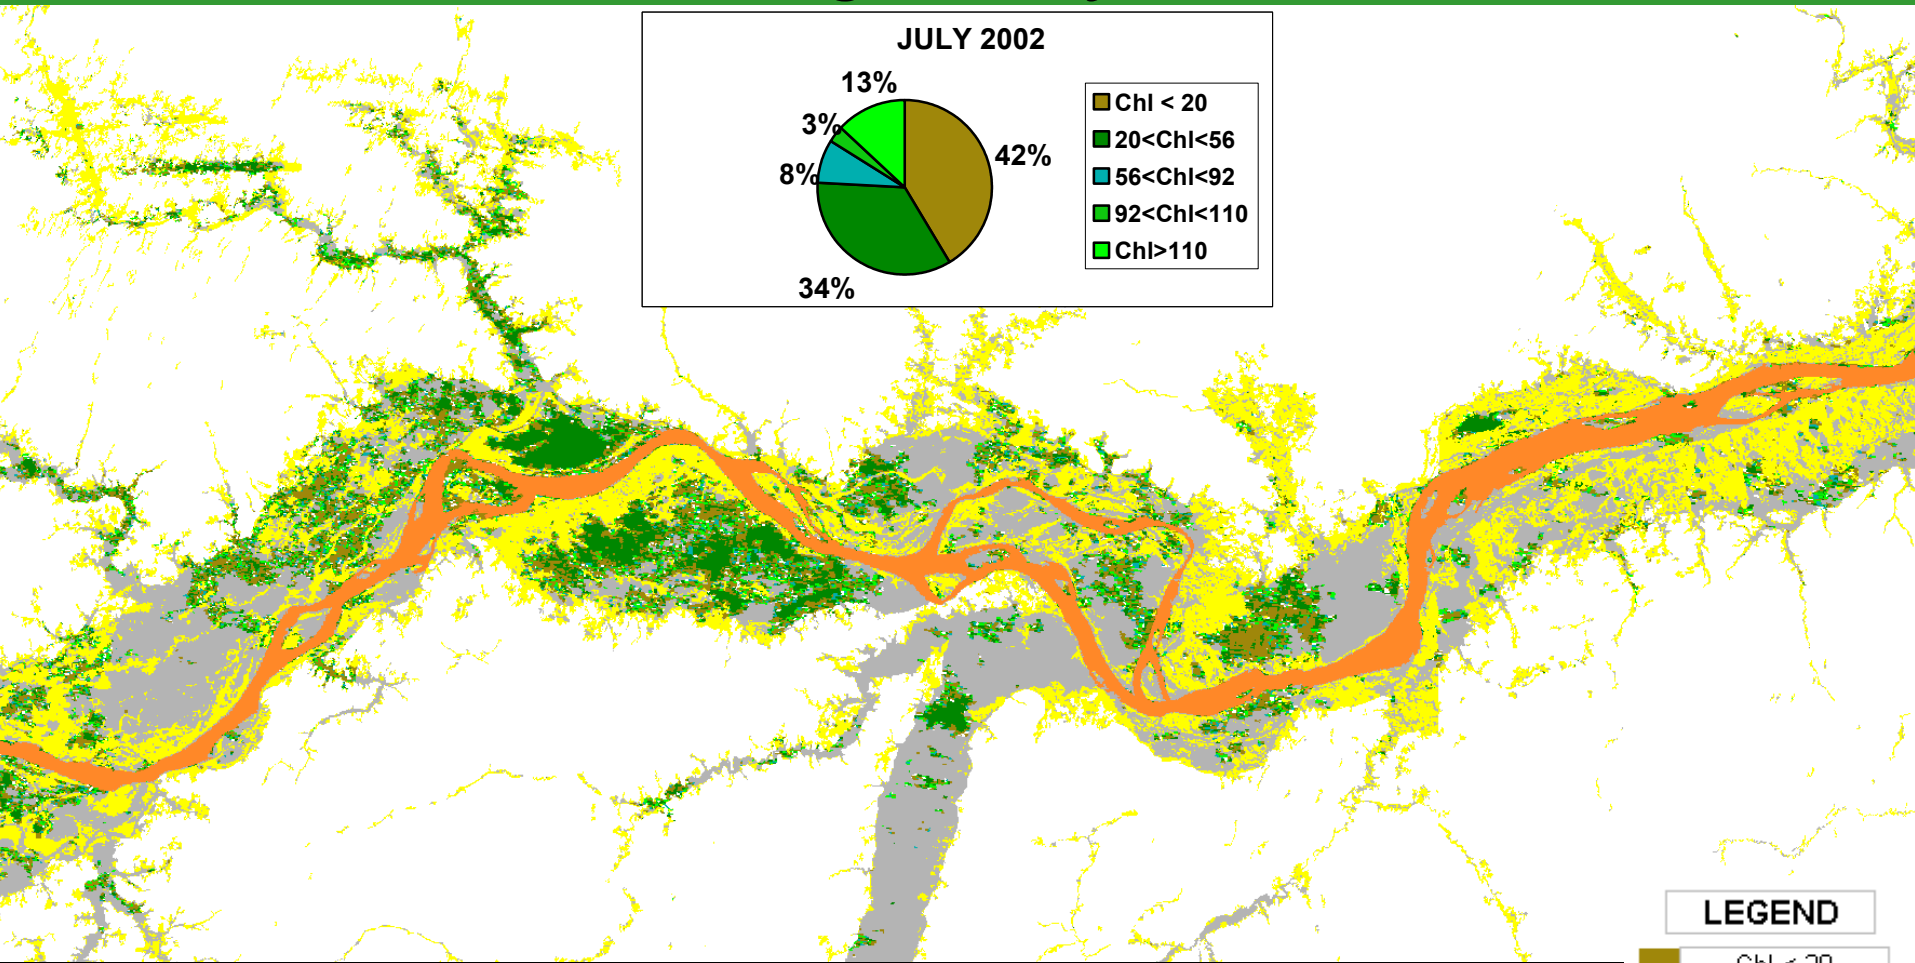 JULY 2002
13%
3%
8%
42%
34%
Chl < 20
20<Chl<56
56<Chl<92
92<Chl<110
Chl>110
LEGEND